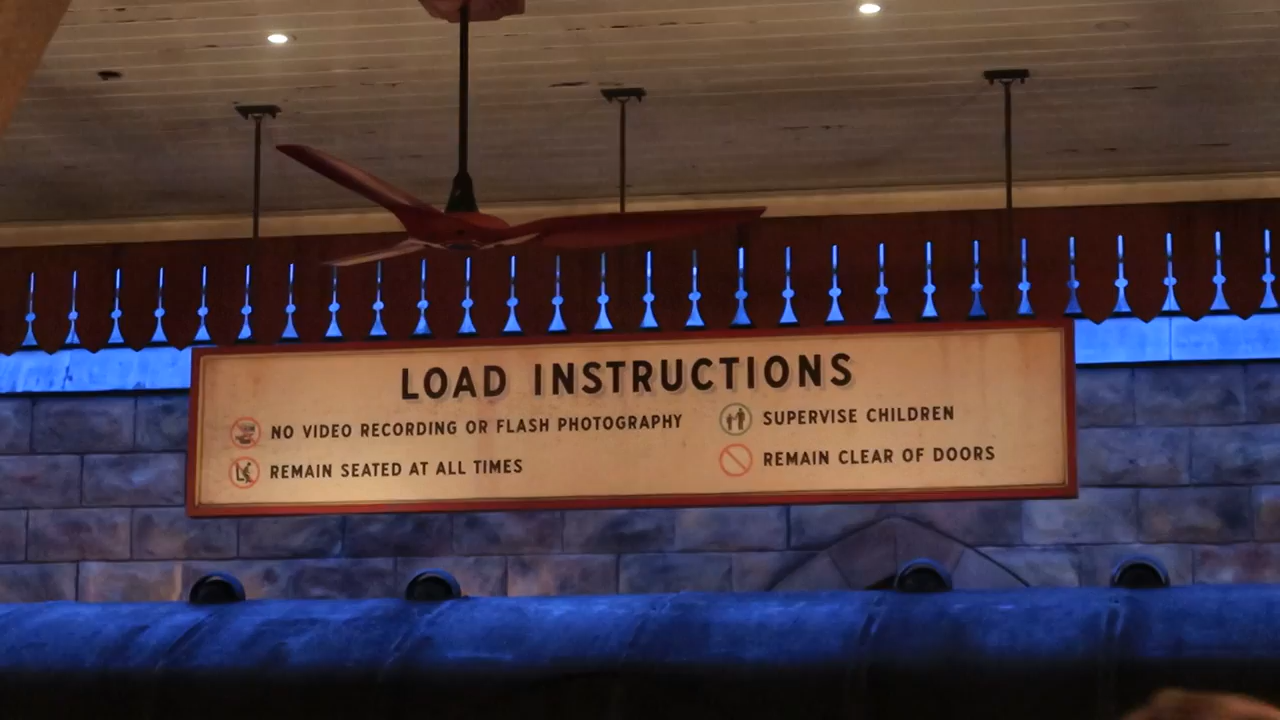 LOAD INSTRUCTIONS
NO VIDEO RECORDING OR FLASH PHOTOGRAPHY
REMAIN SEATED AT ALL TIMES
SUPERVISE CHILDREN
REMAIN CLEAR OF DOORS